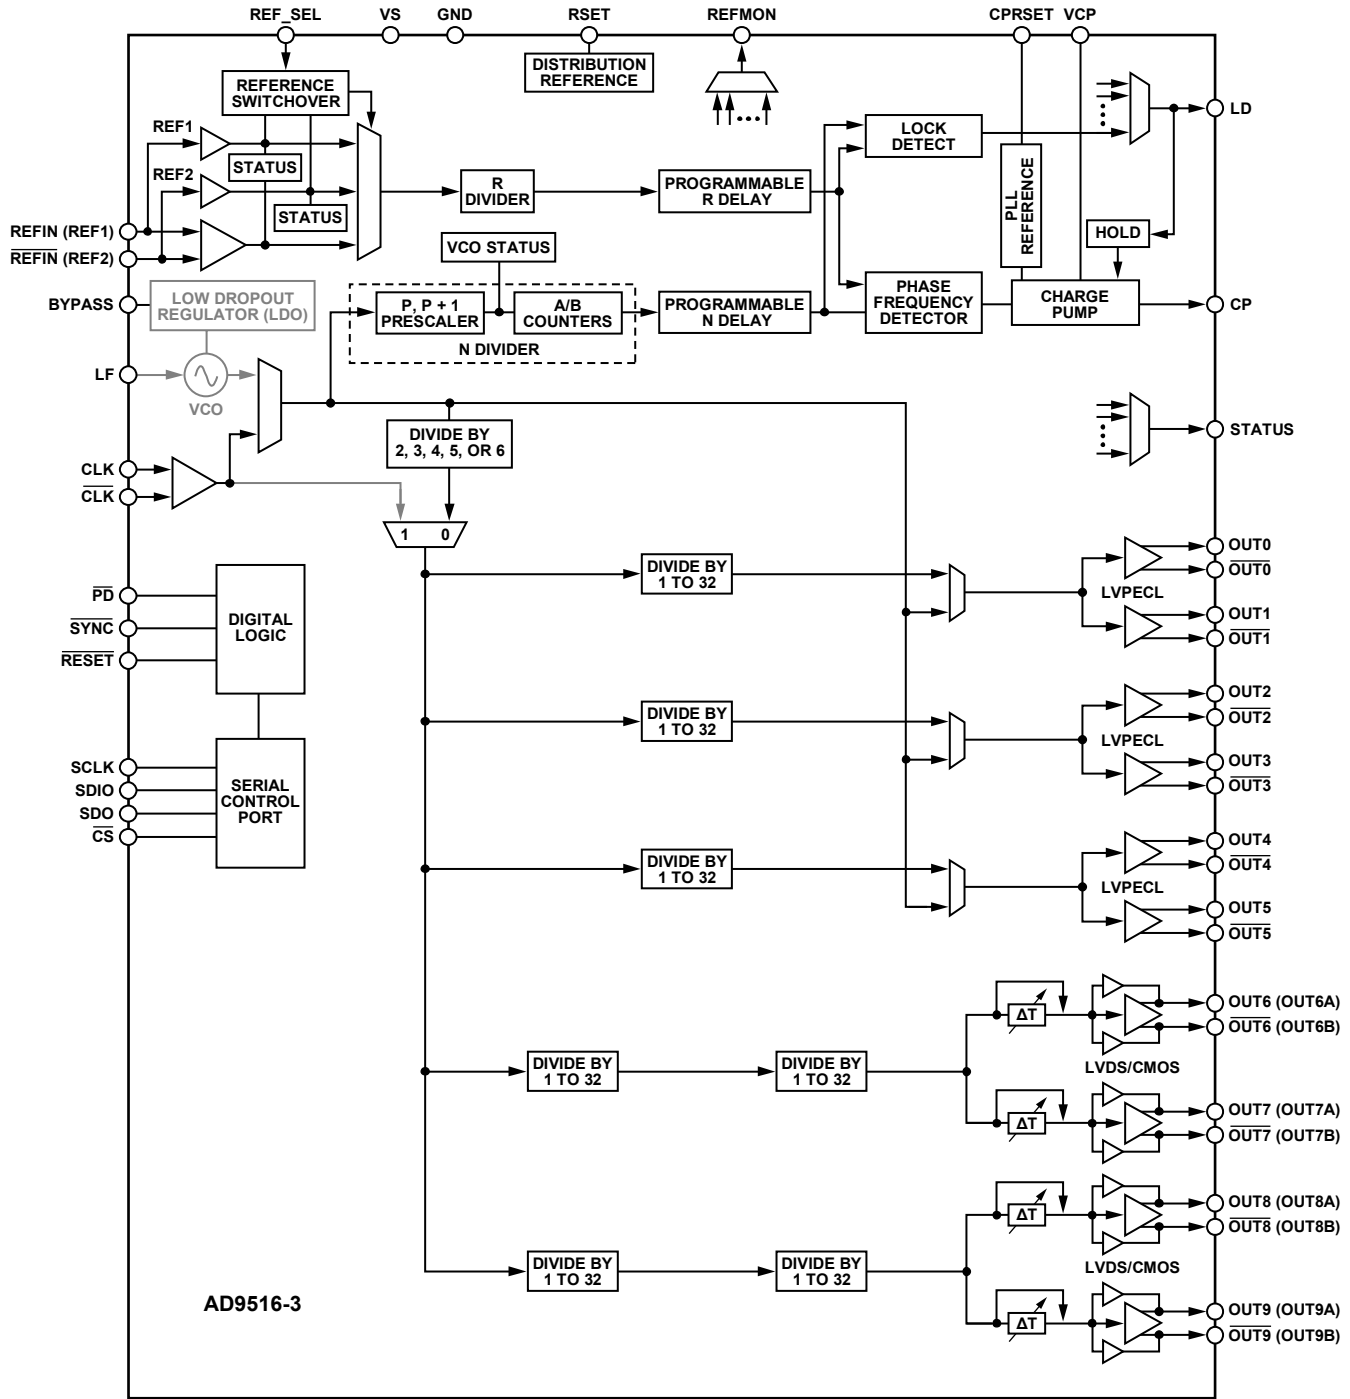 REF_SEL VS GND RSET REFMON CPRSET VCP
DISTRIBUTION
REFERENCE
REFERENCE
SWITCHOVER
REF1
STATUS
REF2
STATUS
REFIN (REF1)
REFIN (REF2)
R
DIVIDER
PROGRAMMABLE
R DELAY
LOCK
DETECT
LD
PLL
REFERENCE
HOLD
VCO STATUS
BYPASS
LOW DROPOUT
REGULATOR (LDO)
P, P + 1
PRESCALER
A/B
COUNTERS
N DIVIDER
PROGRAMMABLE
N DELAY
PHASE
FREQUENCY
DETECTOR
CHARGE
PUMP
CP
LF
VCO
STATUS
DIVIDE BY
2, 3, 4, 5, OR 6
CLK
CLK
1 0
PD
SYNC
RESET
DIGITAL
LOGIC
SCLK
SDIO
SDO
CS
SERIAL
CONTROL
PORT
DIVIDE BY
1 TO 32
LVPECL
OUT0
OUT0
OUT1
OUT1
DIVIDE BY
1 TO 32
LVPECL
OUT2
OUT2
OUT3
OUT3
DIVIDE BY
1 TO 32
LVPECL
OUT4
OUT4
OUT5
OUT5
DIVIDE BY
1 TO 32
DIVIDE BY
1 TO 32
ΔT
ΔT
LVDS/CMOS
OUT6 (OUT6A)
OUT6 (OUT6B)
OUT7 (OUT7A)
OUT7 (OUT7B)
DIVIDE BY
1 TO 32
DIVIDE BY
1 TO 32
ΔT
ΔT
LVDS/CMOS
OUT8 (OUT8A)
OUT8 (OUT8B)
OUT9 (OUT9A)
OUT9 (OUT9B)
AD9516-3